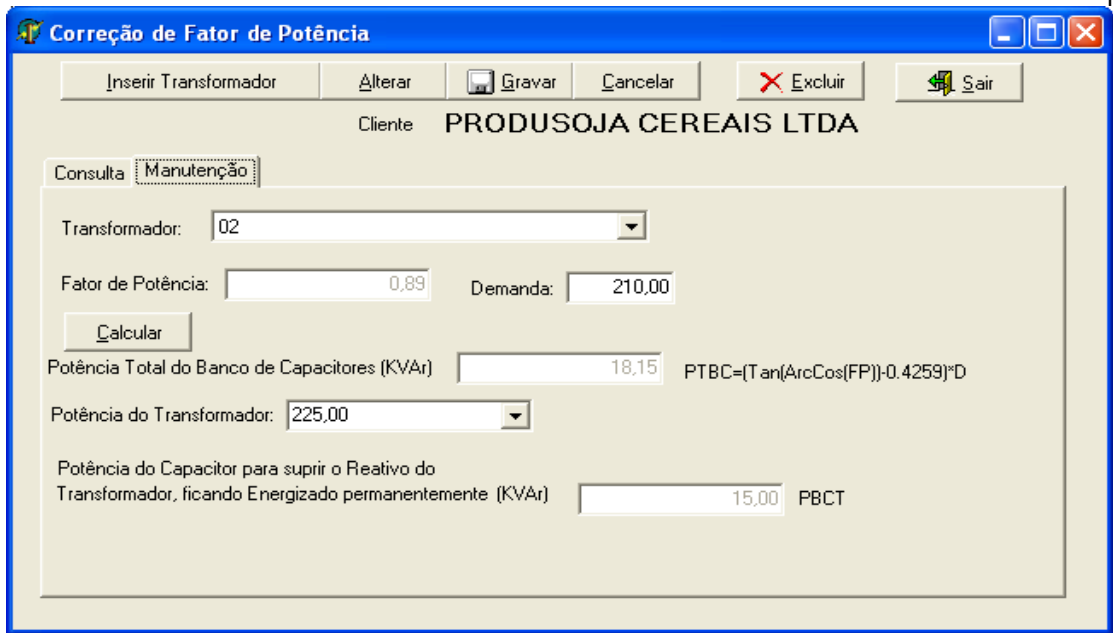 Correção de Fator de Potência
Inserir Transformador Alterar Gravar Cancelar Excluir Sair
Cliente PRODUSOJA CEREAIS LTDA
Consulta Manutenção
Transformador: 02
Fator de Potência: 0,89 Demanda: 210,00
Calcular
Potência Total do Banco de Capacitores (KVAr) 18,15 PTBC=(Tan(ArcCos(FP))-0.4259)*D
Potência do Transformador: 225,00
Potência do Capacitor para suprir o Reativo do
Transformador, ficando Energizado permanentemente (KVAr) 15,00 PBCT